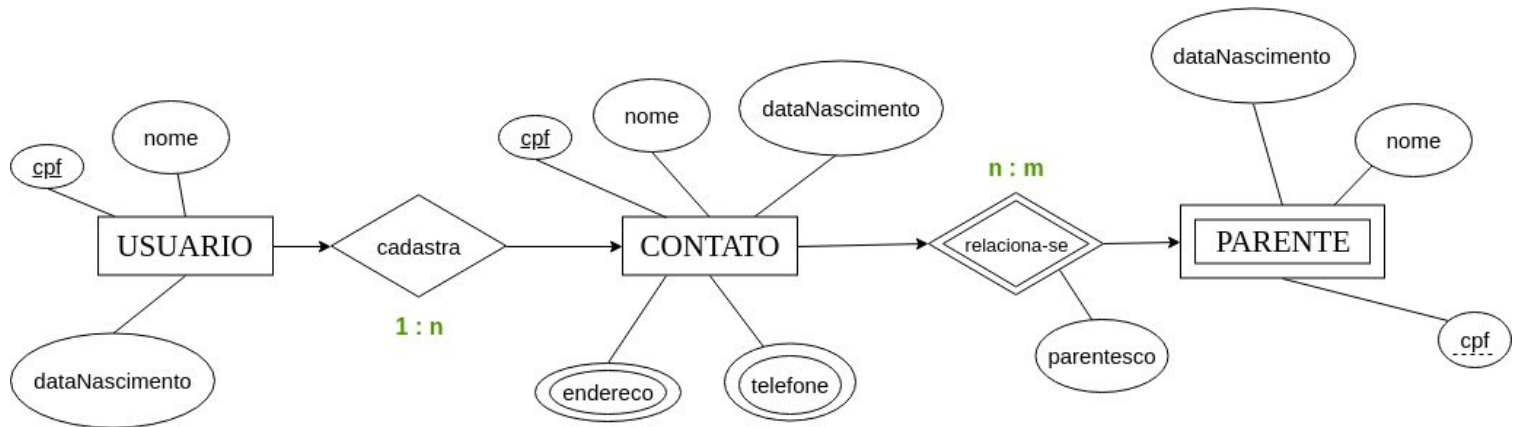 cpf
nome
USUARIO
dataNascimento
cadastra
1 : n
cpf
nome
dataNascimento
CONTATO
endereco
telefone
n : m
relaciona-se
parentesco
dataNascimento
nome
PARENTE
cpf